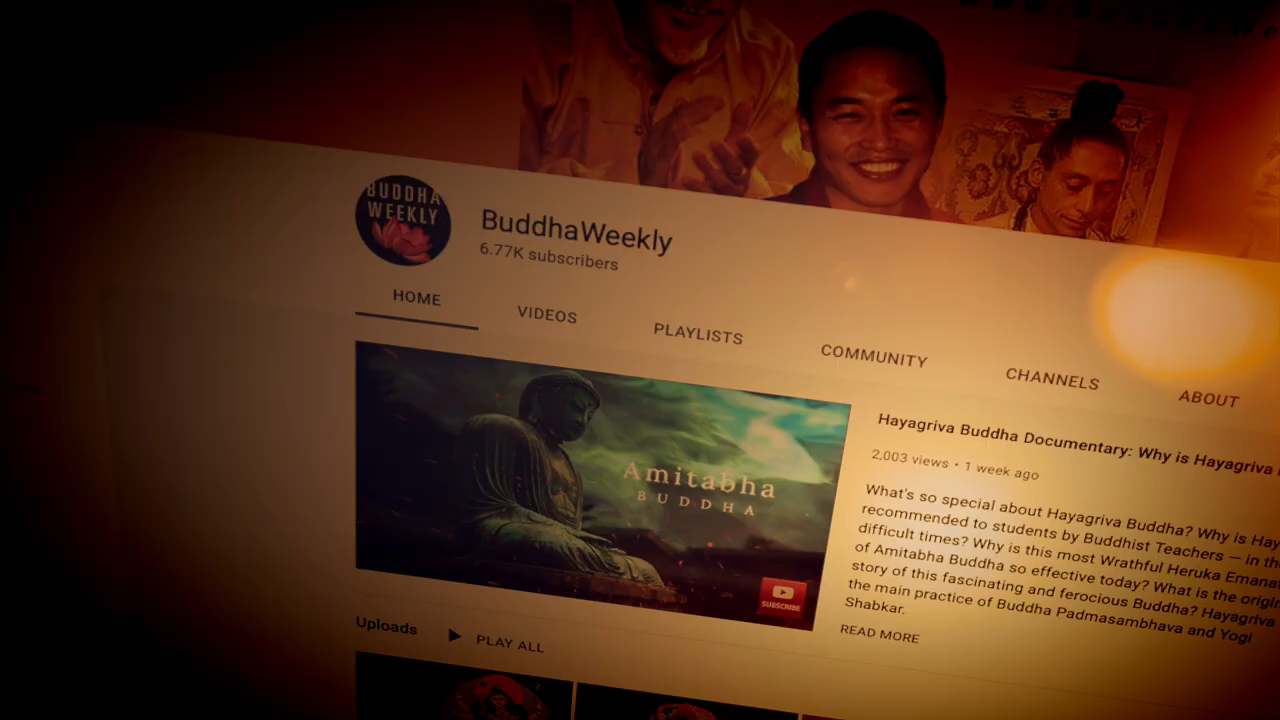 BUDDHA
WEEKLY
BuddhaWeekly
6.77K subscribers
HOME
VIDEOS
PLAYLISTS
COMMUNITY
CHANNELS
ABOUT
Amitabha
BUDDHA
SUBSCRIBE
Hayagriva Buddha Documentary: Why is Hayagriva
2,003 views • 1 week ago
What's so special about Hayagriva Buddha? Why is Hay
recommended to students by Buddhist Teachers — in th
difficult times? Why is this most Wrathful Heruka Emana
of Amitabha Buddha so effective today? What is the origin
story of this fascinating and ferocious Buddha? Hayagriva
the main practice of Buddha Padmasambhava and Yogi
Shabkar.
READ MORE
Uploads
PLAY ALL